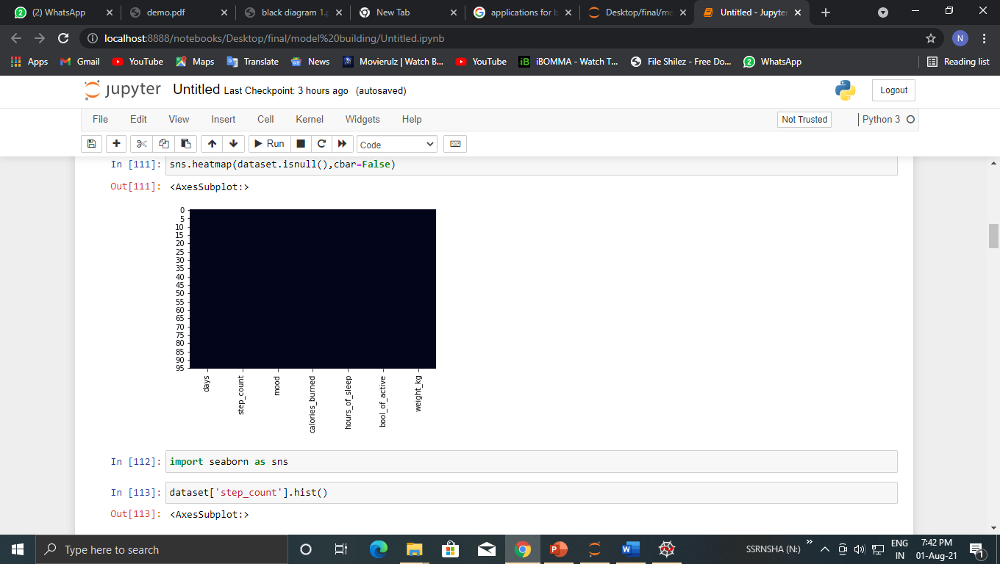 (2) WhatsApp
demo.pdf
black diagram 1.p
New Tab
applications for b
Desktop/final/mo
Untitled - Jupyter
localhost:8888/notebooks/Desktop/final/model%20building/Untitled.ipynb
N
Apps
Gmail
YouTube
Maps
Translate
News
Movierulz | Watch B...
YouTube
iBOMMA - Watch T...
File Shilez - Free Do...
WhatsApp
Reading list
jupyter Untitled Last Checkpoint: 3 hours ago (autosaved)
Logout
File Edit View Insert Cell Kernel Widgets Help
Not Trusted
Python 3
Run
Code
In [111]: sns.heatmap(dataset.isnull(),cbar=False)
Out[111]: <AxesSubplot:>
0
5
10
15
20
25
30
35
40
45
50
55
60
65
70
75
80
85
90
95
days
step_count
mood
calories_burned
hours_of_sleep
bool_of_active
weight_kg
In [112]: import seaborn as sns
In [113]: dataset['step_count'].hist()
Out[113]: <AxesSubplot:>
Type here to search
SSRNSHA (N:)
ENG
IN
7:42 PM
01-Aug-21
1